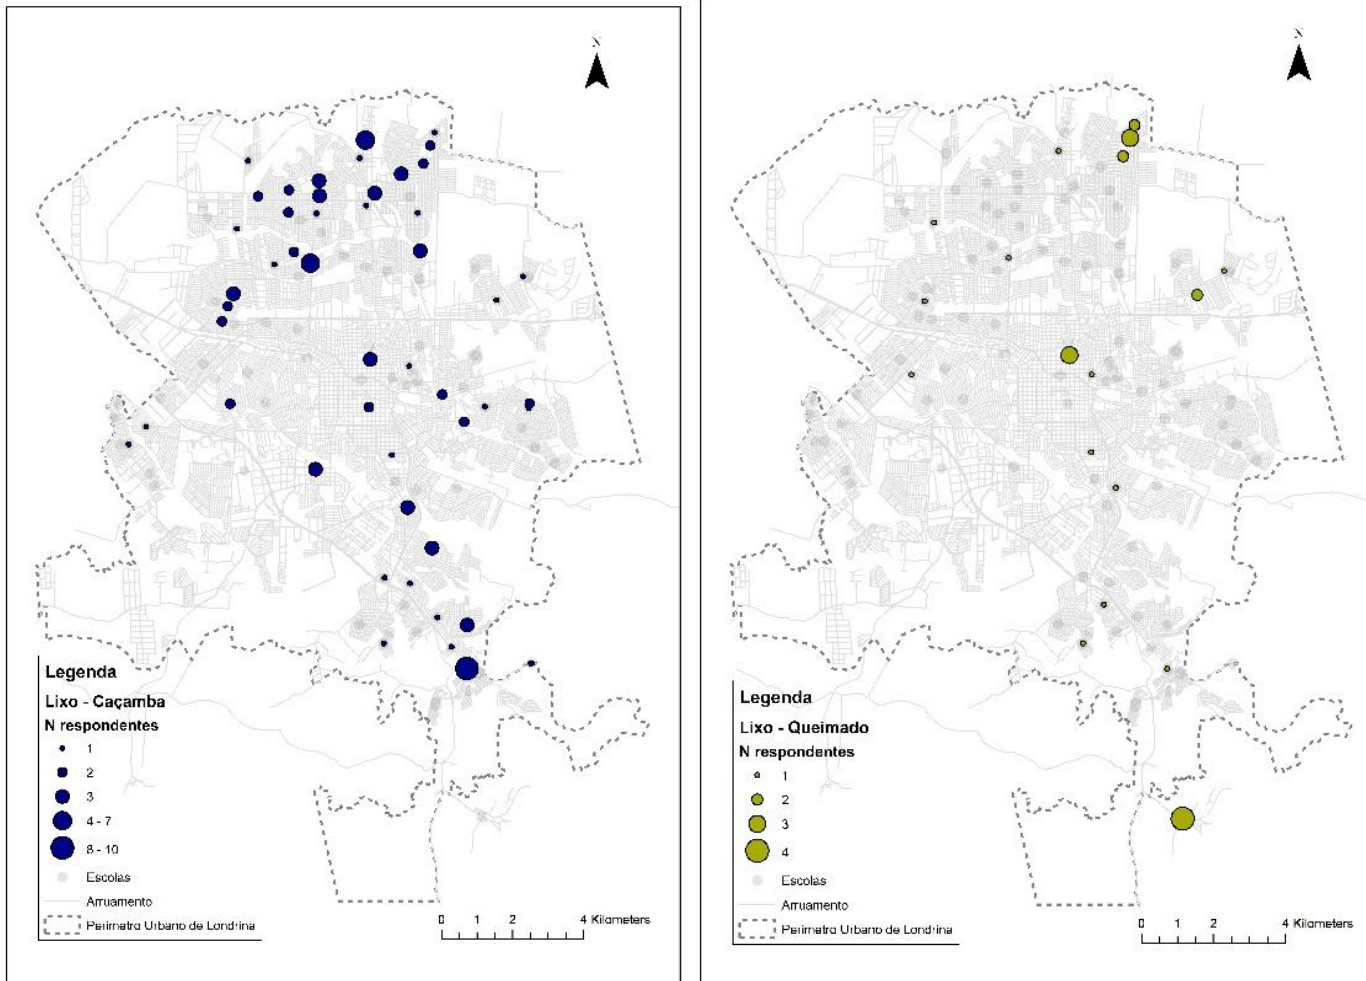 N
Legenda
Lixo - Caçamba
N respondentes
1
2
3
4 - 7
8 - 10
Escolas
Arruamento
Perímetro Urbano de Londrina
0 1 2 4 Kilometers
N
Legenda
Lixo - Queimado
N respondentes
1
2
3
4
Escolas
Arruamento
Perímetro Urbano de Londrina
0 1 2 4 Kilometers